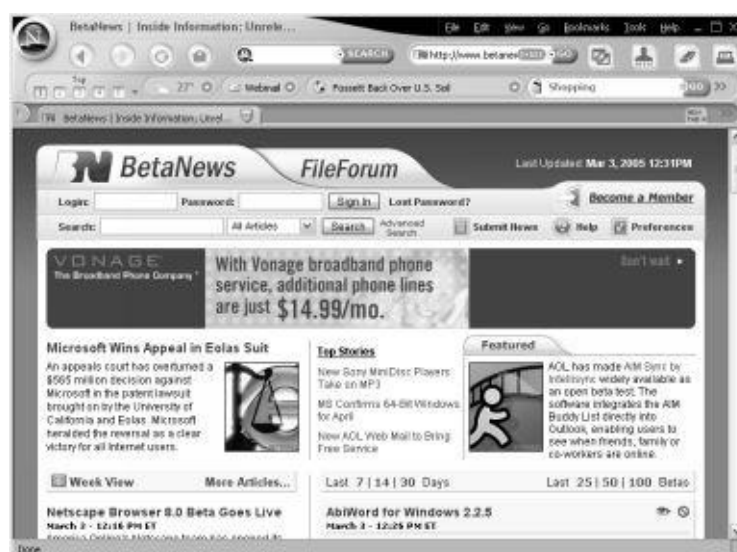 BetaNews | Inside Information; Unrele...
File Edit View Go Bookmarks Tools Help
SEARCH http://www.betanew GO
27° Webmail Fossett Back Over U.S. Soil Shopping GO
BetaNews | Inside Information; Unrel...
BN BetaNews FileForum Last Updated: Mar 3, 2005 12:31PM
Login: Password: Sign In Lost Password? Become a Member
Search: All Articles Search Advanced Search Submit News Help Preferences
VONAGE
The Broadband Phone Company
With Vonage broadband phone
service, additional phone lines
are just $14.99/mo.
Don't wait
Microsoft Wins Appeal in Eolas Suit
An appeals court has overturned a
$565 million decision against
Microsoft in the patent lawsuit
brought on by the University of
California and Eolas. Microsoft
heralded the reversal as a clear
victory for all Internet users.
Top Stories
New Sony MiniDisc Players
Take on MP3
MS Confirms 64-Bit Windows
for April
New AOL Web Mail to Bring
Free Service
Featured
AOL has made AIM Sync by
Intellisync widely available as
an open beta test. The
software integrates the AIM
Buddy List directly into
Outlook, enabling users to
see when friends, family or
co-workers are online.
Week View More Articles...
Last 7 | 14 | 30 Days Last 25 | 50 | 100 Betas
Netscape Browser 8.0 Beta Goes Live
March 3 - 12:16 PM ET
AbiWord for Windows 2.2.5
March 3 - 12:25 PM ET
Done